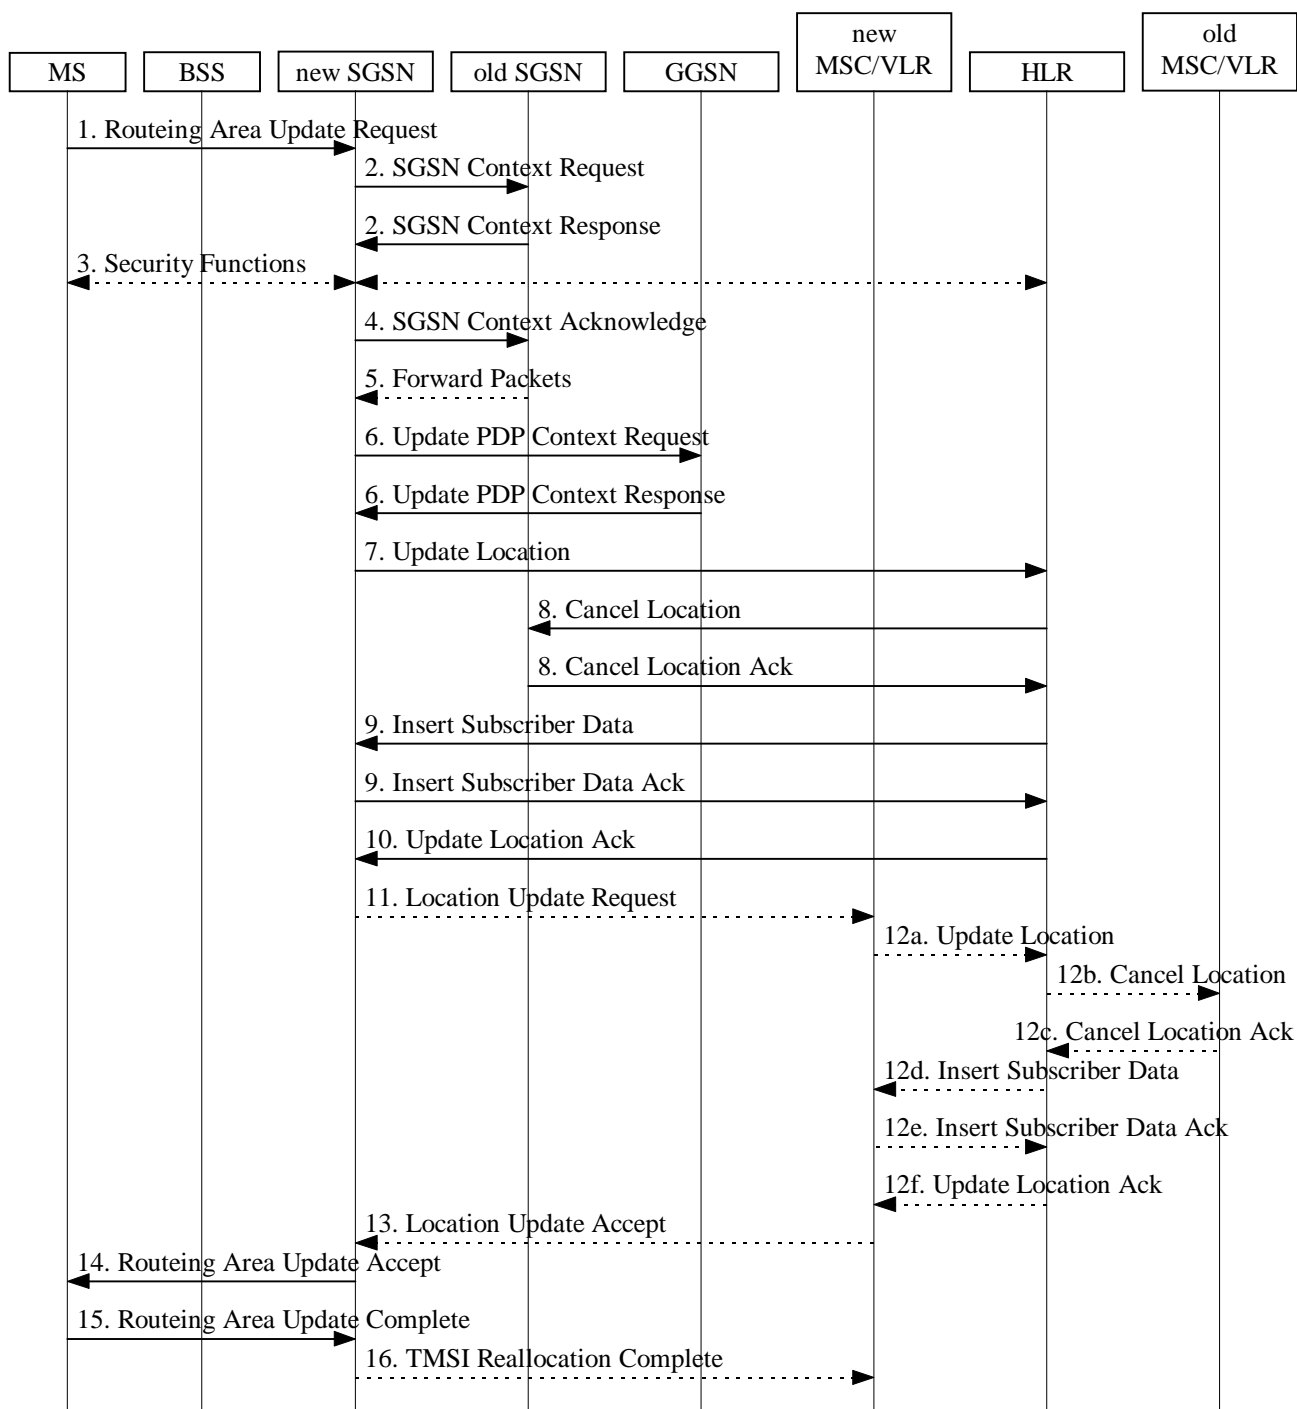 new
old
MS
BSS
new SGSN
old SGSN
GGSN
MSC/VLR
HLR
MSC/VLR
1. Routeing Area Update Request
2. SGSN Context Request
2. SGSN Context Response
3. Security Functions
4. SGSN Context Acknowledge
5. Forward Packets
6. Update PDP Context Request
6. Update PDP Context Response
7. Update Location
8. Cancel Location
8. Cancel Location Ack
9. Insert Subscriber Data
9. Insert Subscriber Data Ack
10. Update Location Ack
11. Location Update Request
12a. Update Location
12b. Cancel Location
12c. Cancel Location Ack
12d. Insert Subscriber Data
12e. Insert Subscriber Data Ack
12f. Update Location Ack
13. Location Update Accept
14. Routeing Area Update Accept
15. Routeing Area Update Complete
16. TMSI Reallocation Complete